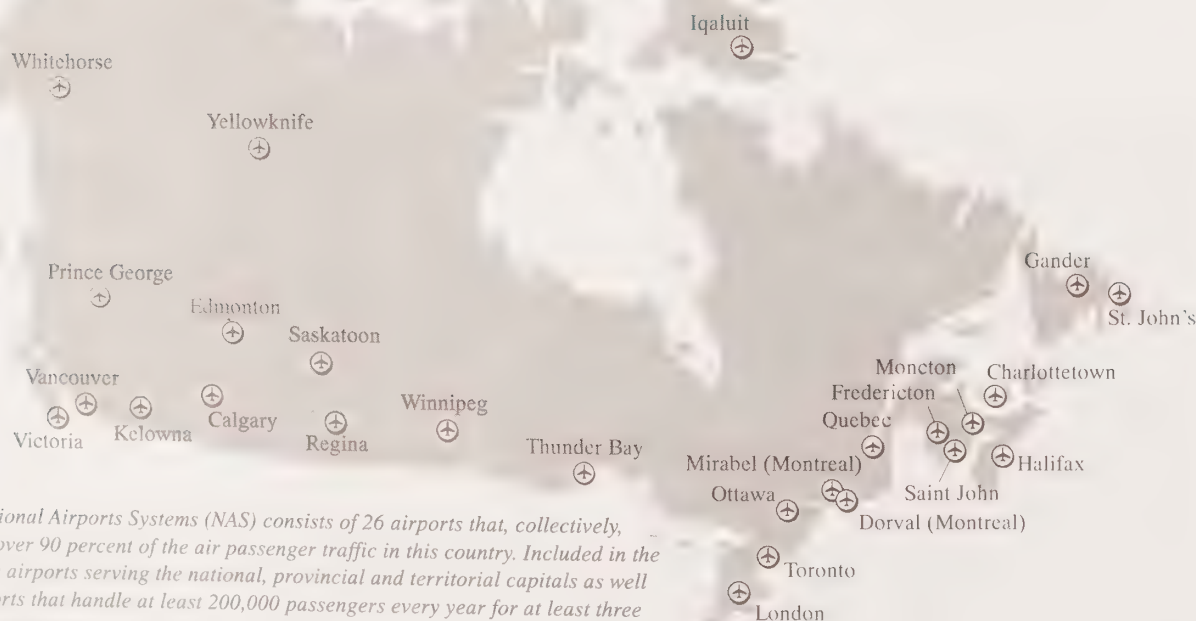 Iqaluit
Whitehorse
Yellowknife
Prince George
Gander
Edmonton
St. John's
Saskatoon
Moncton
Charlottetown
Vancouver
Fredericton
Winnipeg
Quebec
Calgary
Victoria
Kelowna
Regina
Thunder Bay
Mirabel (Montreal)
Halifax
Ottawa
Saint John
Dorval (Montreal)
Toronto
London
ional Airports Systems (NAS) consists of 26 airports that, collectively,
over 90 percent of the air passenger traffic in this country. Included in the
airports serving the national, provincial and territorial capitals as well
rts that handle at least 200,000 passengers every year for at least three